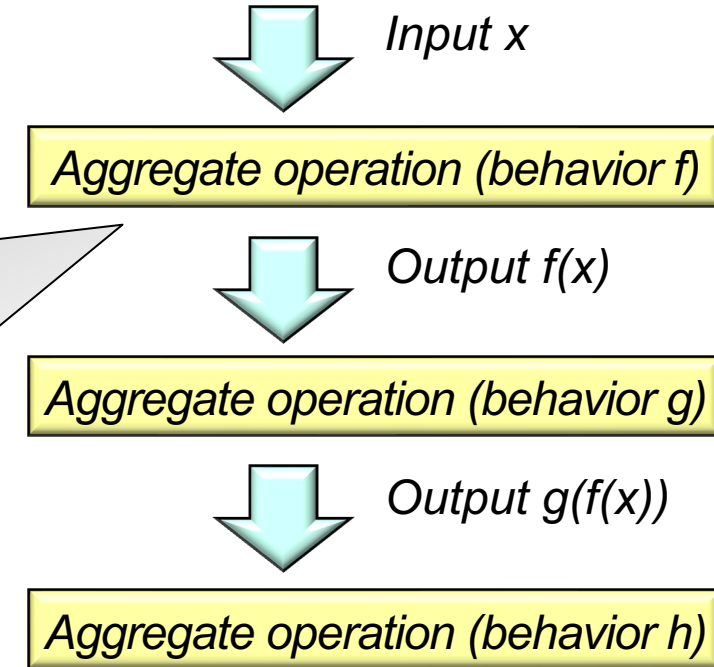 Input x
Aggregate operation (behavior f)
Output f(x)
Aggregate operation (behavior g)
Output g(f(x))
Aggregate operation (behavior h)